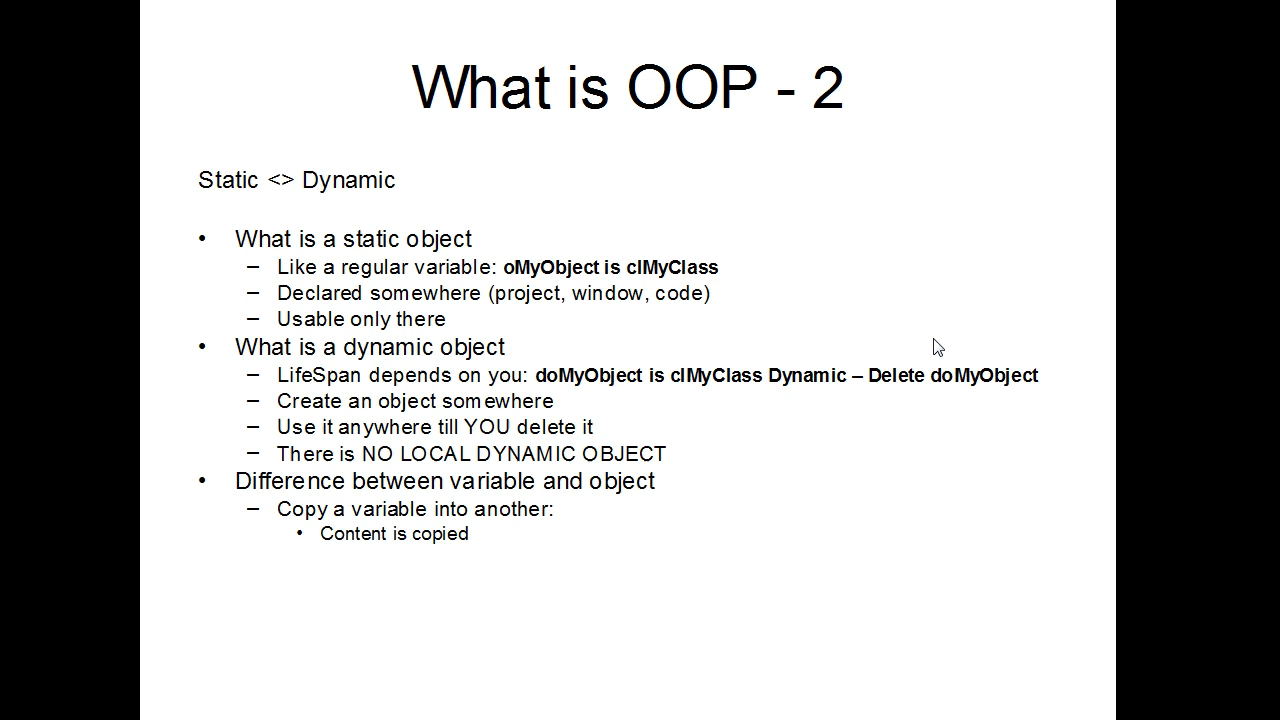 What is OOP - 2
Static <> Dynamic
• What is a static object
– Like a regular variable: oMyObject is clMyClass
– Declared somewhere (project, window, code)
– Usable only there
• What is a dynamic object
– LifeSpan depends on you: doMyObject is clMyClass Dynamic – Delete doMyObject
– Create an object somewhere
– Use it anywhere till YOU delete it
– There is NO LOCAL DYNAMIC OBJECT
• Difference between variable and object
– Copy a variable into another:
• Content is copied